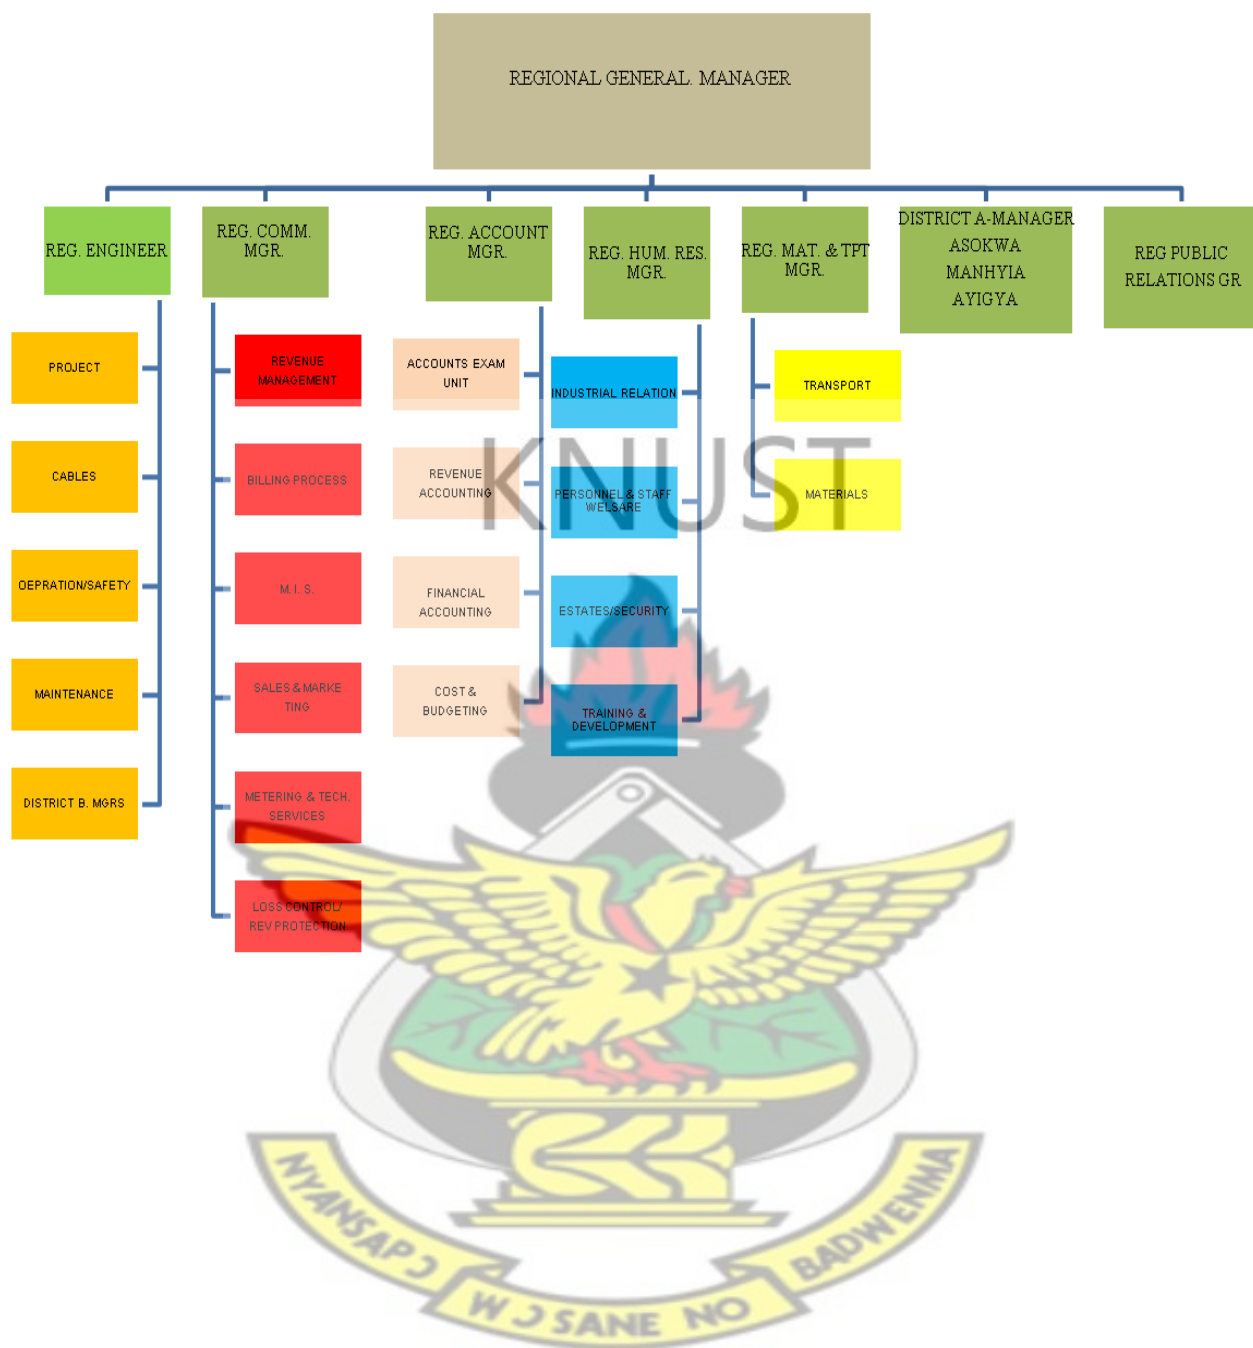 REGIONAL GENERAL. MANAGER
REG. ENGINEER
REG. COMM.
MGR.
REG. ACCOUNT
MGR.
REG. HUM. RES.
MGR.
REG. MAT. & TPT
MGR.
DISTRICT A-MANAGER
ASOKWA
MANHYIA
AYIGYA
REG PUBLIC
RELATIONS GR
PROJECT
CABLES
OEPRATION/SAFETY
MAINTENANCE
DISTRICT B. MGRS
REVENUE
MANAGEMENT
BILLING PROCESS
M. I. S.
SALES & MARKE
TING
METERING & TECH.
SERVICES
LOSS CONTROL/
REV PROTECTION
ACCOUNTS EXAM
UNIT
REVENUE
ACCOUNTING
FINANCIAL
ACCOUNTING
COST &
BUDGETING
INDUSTRIAL RELATION
PERSONNEL & STAFF
WELSARE
ESTATES/SECURITY
TRAINING &
DEVELOPMENT
TRANSPORT
MATERIALS
KNUST
NYANSAPƆ
WƆSANE NO
BADWENMA